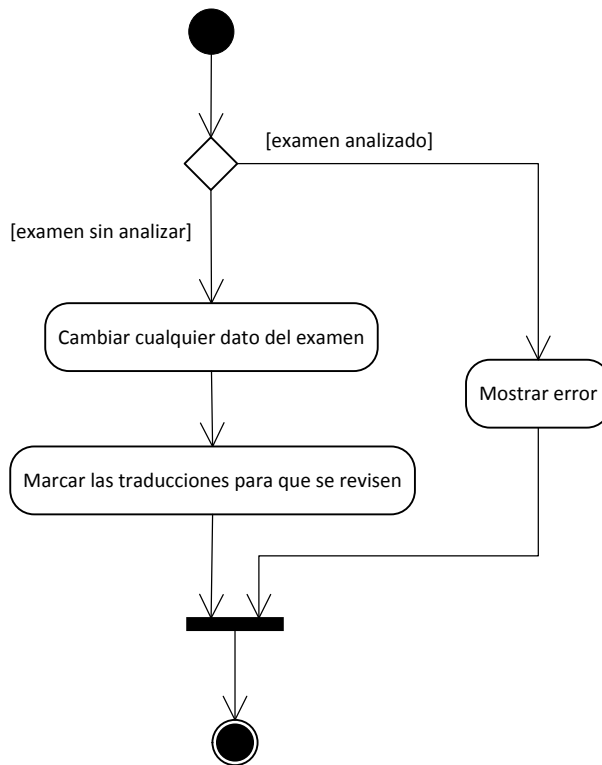 [examen analizado]
[examen sin analizar]
Cambiar cualquier dato del examen
Mostrar error
Marcar las traducciones para que se revisen